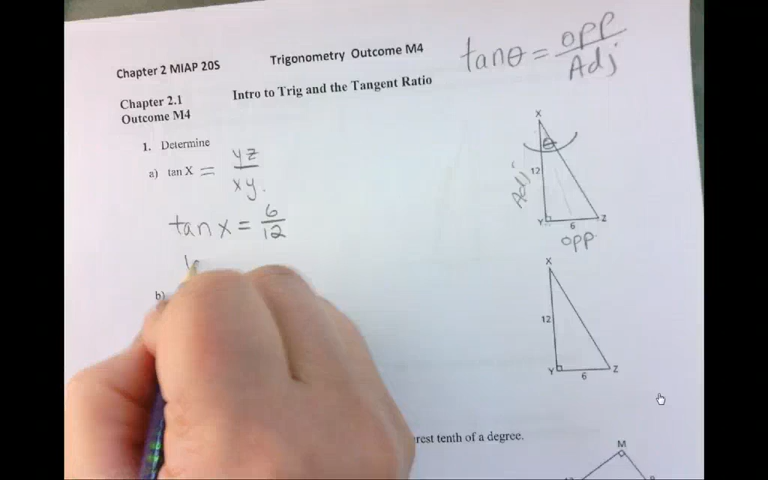 Chapter 2 MIAP 20S
Trigonometry Outcome M4
tanθ = opp/Adj
Chapter 2.1
Outcome M4
Intro to Trig and the Tangent Ratio
1. Determine
a) tan X = yz/xy.
tan x = 6/12
b)
X
θ
Adj
12
Y
6
Z
opp
X
12
Y
6
Z
rest tenth of a degree.
M